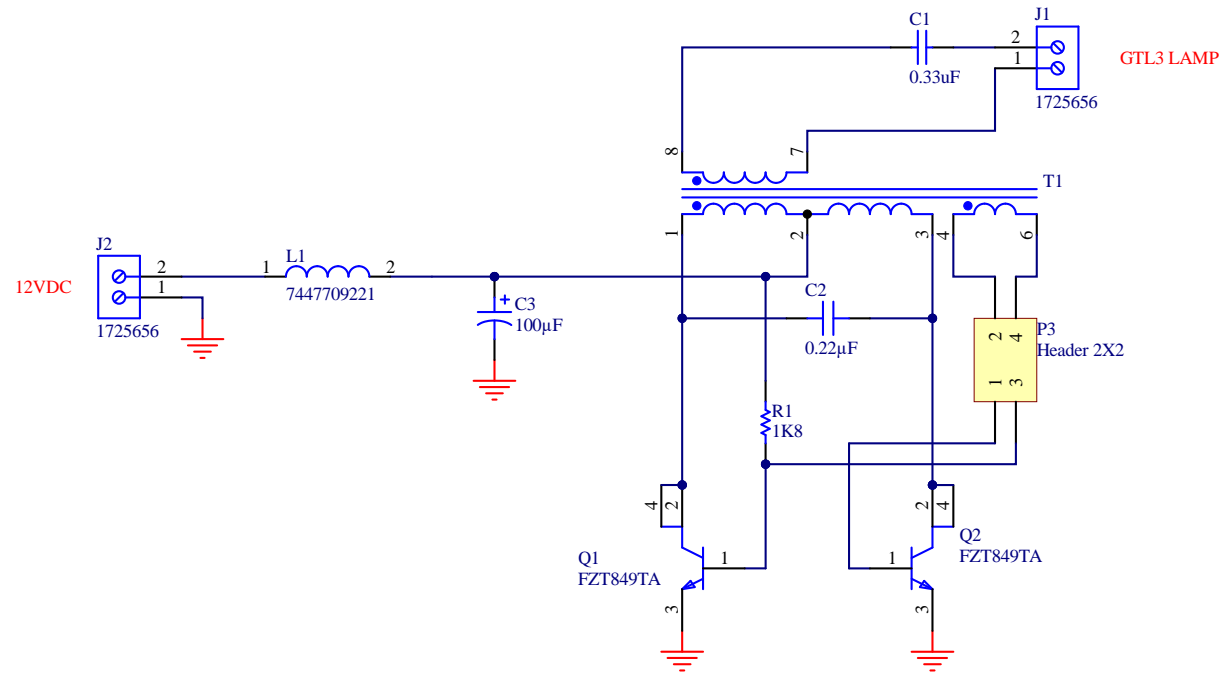 C1
0.33uF
J1
2
1
1725656
GTL3 LAMP
8
7
T1
1
2
3
4
6
J2
2
1
1725656
12VDC
L1
1
2
7447709221
C3
+
100µF
C2
0.22µF
P3
Header 2X2
2
4
1
3
R1
1K8
4
2
Q1
FZT849TA
1
3
2
4
Q2
FZT849TA
1
3